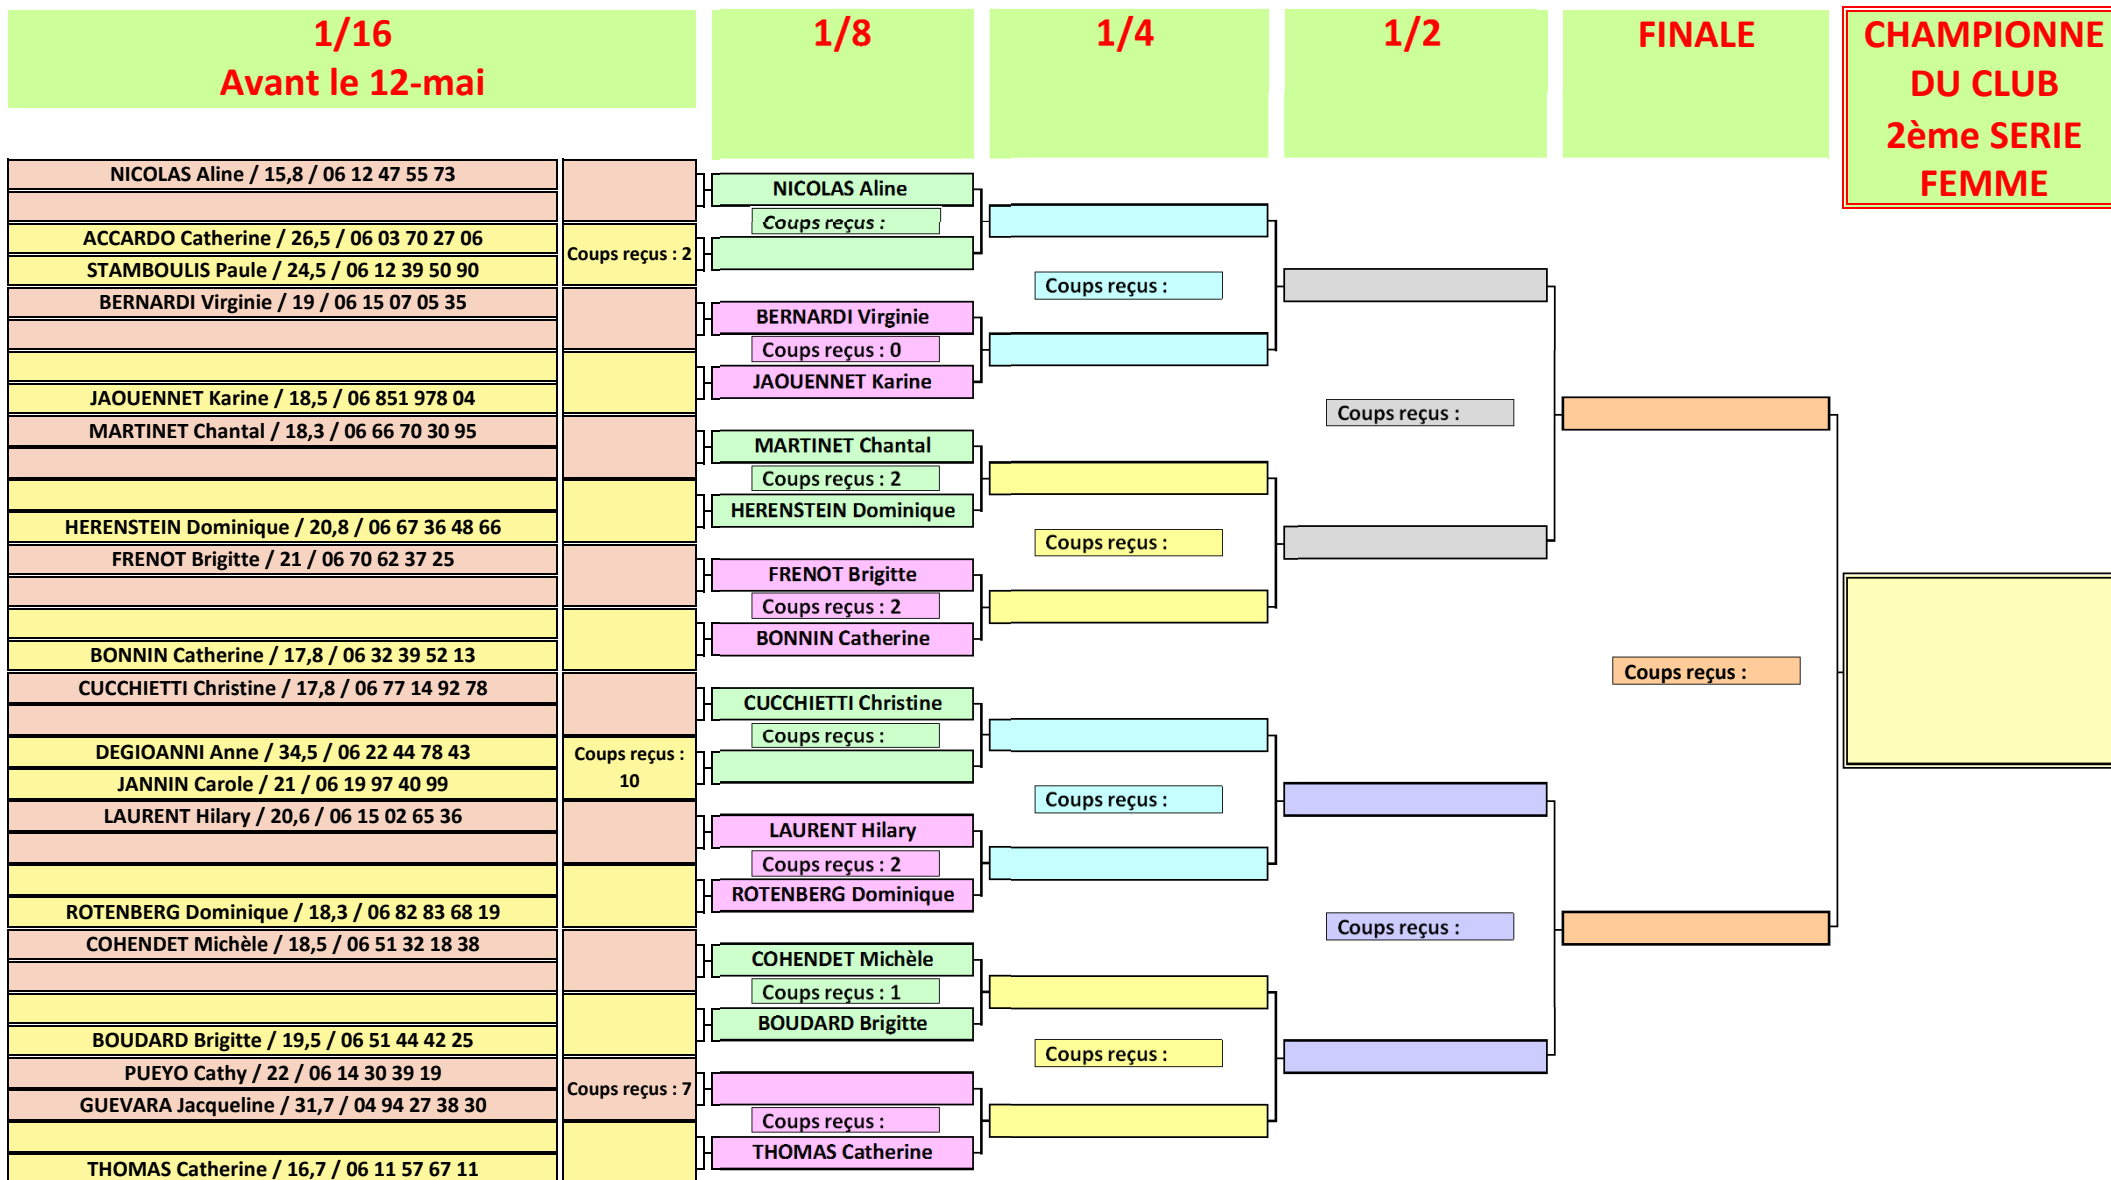 1/16
Avant le 12-mai
1/8
1/4
1/2
FINALE
CHAMPIONNE
DU CLUB
2ème SERIE
FEMME
NICOLAS Aline / 15,8 / 06 12 47 55 73
ACCARDO Catherine / 26,5 / 06 03 70 27 06
STAMBOULIS Paule / 24,5 / 06 12 39 50 90
Coups reçus : 2
BERNARDI Virginie / 19 / 06 15 07 05 35
JAOUENNET Karine / 18,5 / 06 851 978 04
MARTINET Chantal / 18,3 / 06 66 70 30 95
HERENSTEIN Dominique / 20,8 / 06 67 36 48 66
FRENOT Brigitte / 21 / 06 70 62 37 25
BONNIN Catherine / 17,8 / 06 32 39 52 13
CUCCHIETTI Christine / 17,8 / 06 77 14 92 78
DEGIOANNI Anne / 34,5 / 06 22 44 78 43
JANNIN Carole / 21 / 06 19 97 40 99
Coups reçus :
10
LAURENT Hilary / 20,6 / 06 15 02 65 36
ROTENBERG Dominique / 18,3 / 06 82 83 68 19
COHENDET Michèle / 18,5 / 06 51 32 18 38
BOUDARD Brigitte / 19,5 / 06 51 44 42 25
PUEYO Cathy / 22 / 06 14 30 39 19
GUEVARA Jacqueline / 31,7 / 04 94 27 38 30
Coups reçus : 7
THOMAS Catherine / 16,7 / 06 11 57 67 11
NICOLAS Aline
Coups reçus :
BERNARDI Virginie
Coups reçus : 0
JAOUENNET Karine
MARTINET Chantal
Coups reçus : 2
HERENSTEIN Dominique
FRENOT Brigitte
Coups reçus : 2
BONNIN Catherine
CUCCHIETTI Christine
Coups reçus :
LAURENT Hilary
Coups reçus : 2
ROTENBERG Dominique
COHENDET Michèle
Coups reçus : 1
BOUDARD Brigitte
Coups reçus :
THOMAS Catherine
Coups reçus :
Coups reçus :
Coups reçus :
Coups reçus :
Coups reçus :
Coups reçus :
Coups reçus :